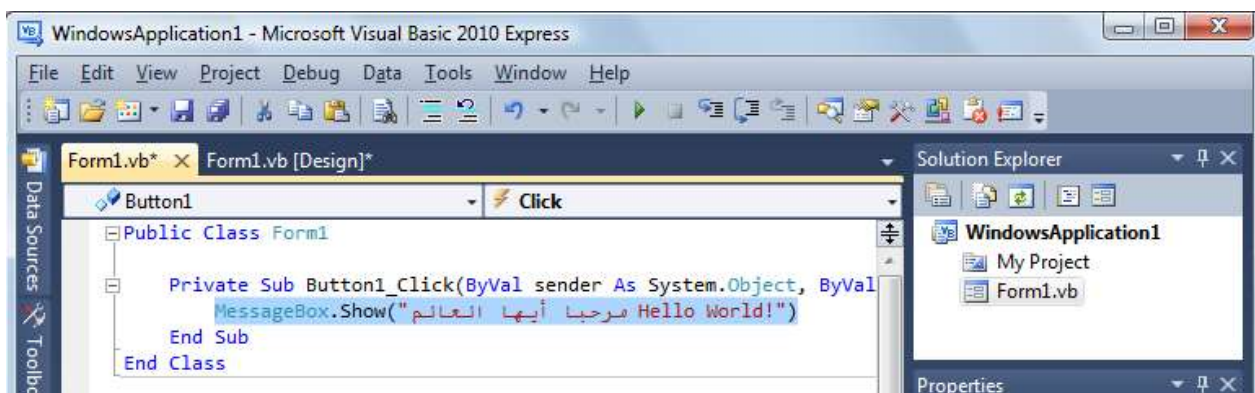 WindowsApplication1 - Microsoft Visual Basic 2010 Express
File Edit View Project Debug Data Tools Window Help
Form1.vb* Form1.vb [Design]*
Solution Explorer
Data Sources
Button1 Click
Public Class Form1
WindowsApplication1
My Project
Private Sub Button1_Click(ByVal sender As System.Object, ByVal
Form1.vb
MessageBox.Show("مرحبا أيها العالم Hello World!")
End Sub
End Class
Properties